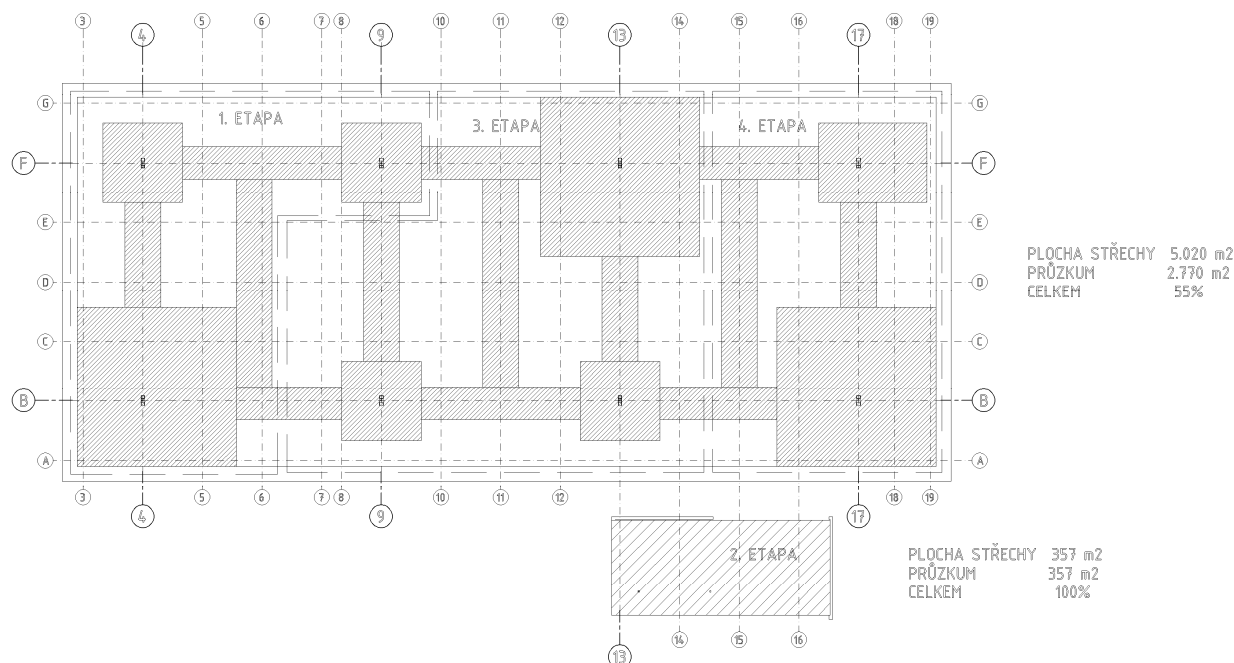 3 5 6 7 8 10 11 12 14 15 16 18 19
4 9 13 17
G G
1. ETAPA 3. ETAPA 4. ETAPA
F F
E E
PLOCHA STŘECHY 5.020 m2
PRŮZKUM 2.770 m2
CELKEM 55%
D D
C C
B B
A A
3 5 6 7 8 10 11 12 14 15 16 18 19
4 9 17
2. ETAPA
PLOCHA STŘECHY 357 m2
PRŮZKUM 357 m2
CELKEM 100%
14 15 16
13